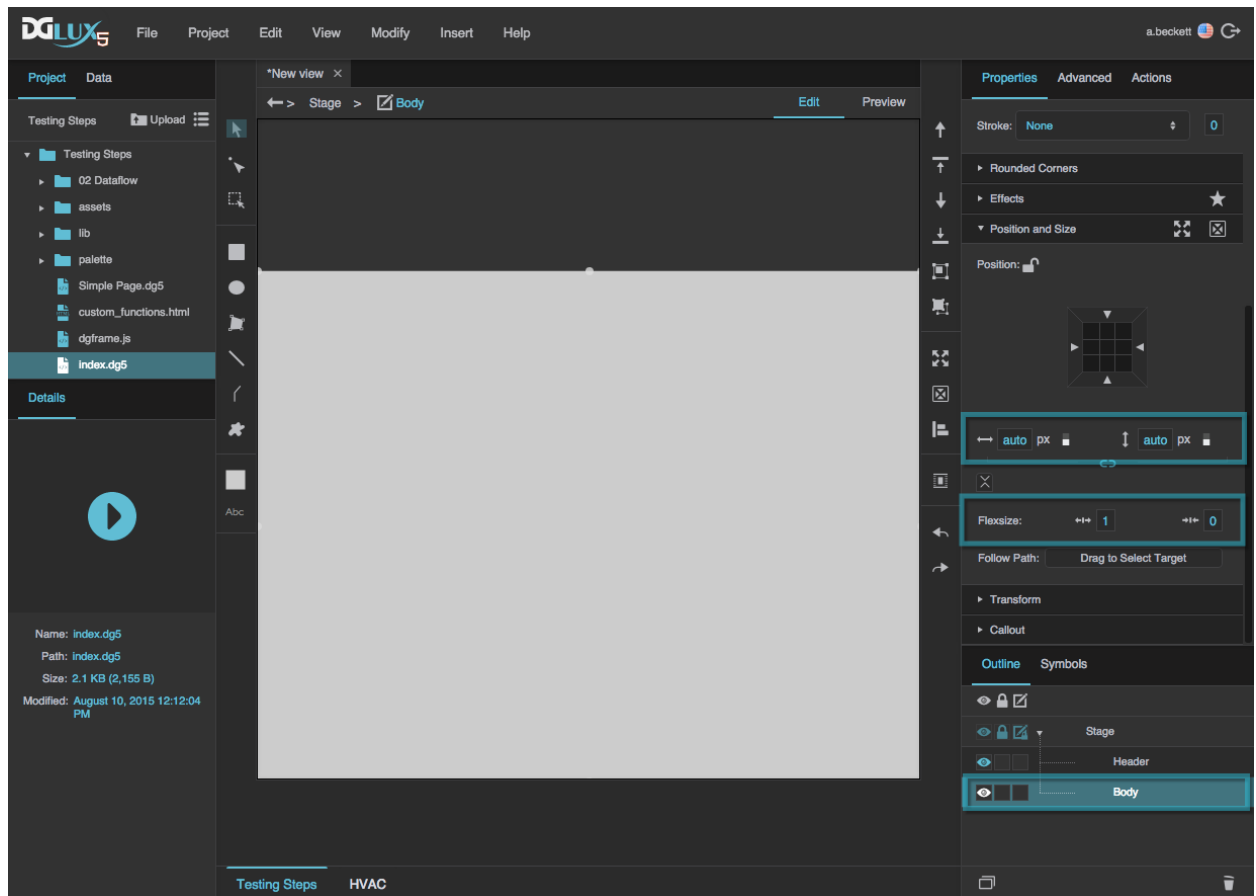 DGLUX5 File Project Edit View Modify Insert Help a.beckett
Project Data
*New view ×
Properties Advanced Actions
> Stage > Body Edit Preview
Testing Steps Upload
Stroke: None 0
Testing Steps
02 Dataflow
assets
lib
palette
Simple Page.dg5
custom_functions.html
dgframe.js
index.dg5
Details
Abc
Name: index.dg5
Path: index.dg5
Size: 2.1 KB (2,155 B)
Modified: August 10, 2015 12:12:04
PM
Rounded Corners
Effects
Position and Size
Position:
auto px auto px
Flexsize: 1 0
Follow Path: Drag to Select Target
Transform
Callout
Outline Symbols
Stage
Header
Body
Testing Steps HVAC